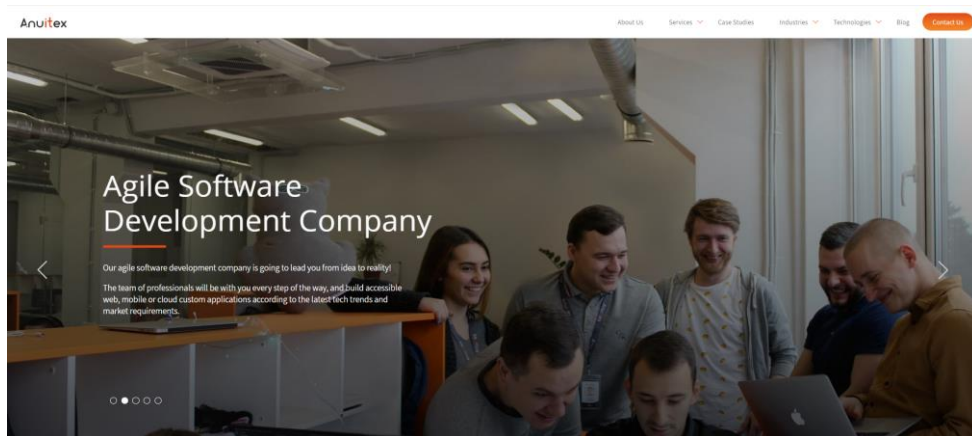 Anuitex
About Us Services Case Studies Industries Technologies Blog Contact Us
Agile Software
Development Company
Our agile software development company is going to lead you from idea to reality!
The team of professionals will be with you every step of the way, and build accessible
web, mobile or cloud custom applications according to the latest tech trends and
market requirements.